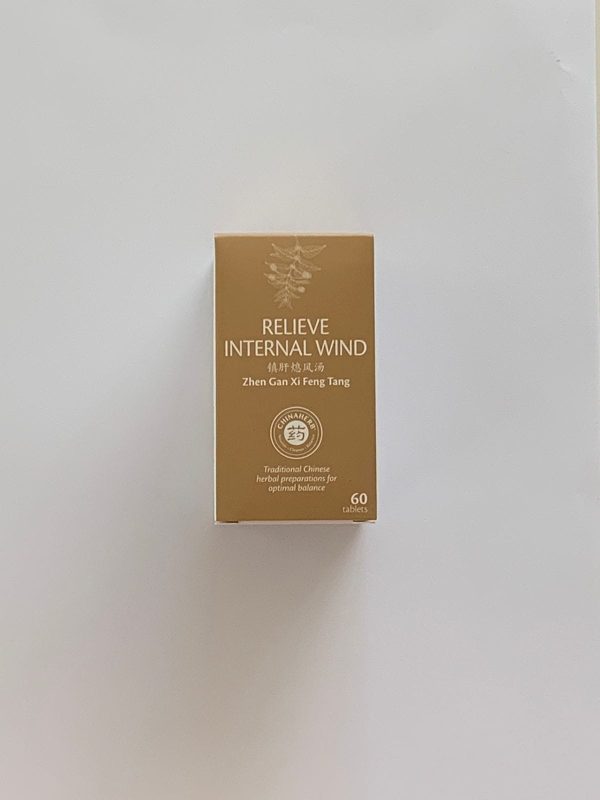 RELIEVE
INTERNAL WIND
镇肝熄风汤
Zhen Gan Xi Feng Tang
CHINAHERB
药
Traditional Chinese
herbal preparations for
optimal balance
60
tablets